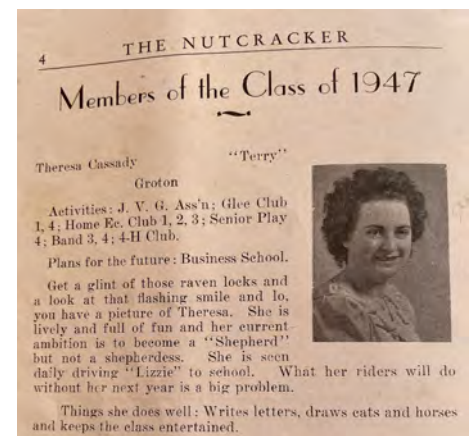 4 THE NUTCRACKER
Members of the Class of 1947
Theresa Cassady "Terry"
Groton
Activities: J. V. G. Ass'n; Glee Club
1, 4; Home Ec. Club 1, 2, 3; Senior Play
4; Band 3, 4; 4-H Club.
Plans for the future: Business School.
Get a glint of those raven locks and
a look at that flashing smile and lo,
you have a picture of Theresa. She is
lively and full of fun and her current
ambition is to become a "Shepherd"
but not a shepherdess. She is seen
daily driving "Lizzie" to school. What her riders will do
without her next year is a big problem.
Things she does well: Writes letters, draws cats and horses
and keeps the class entertained.